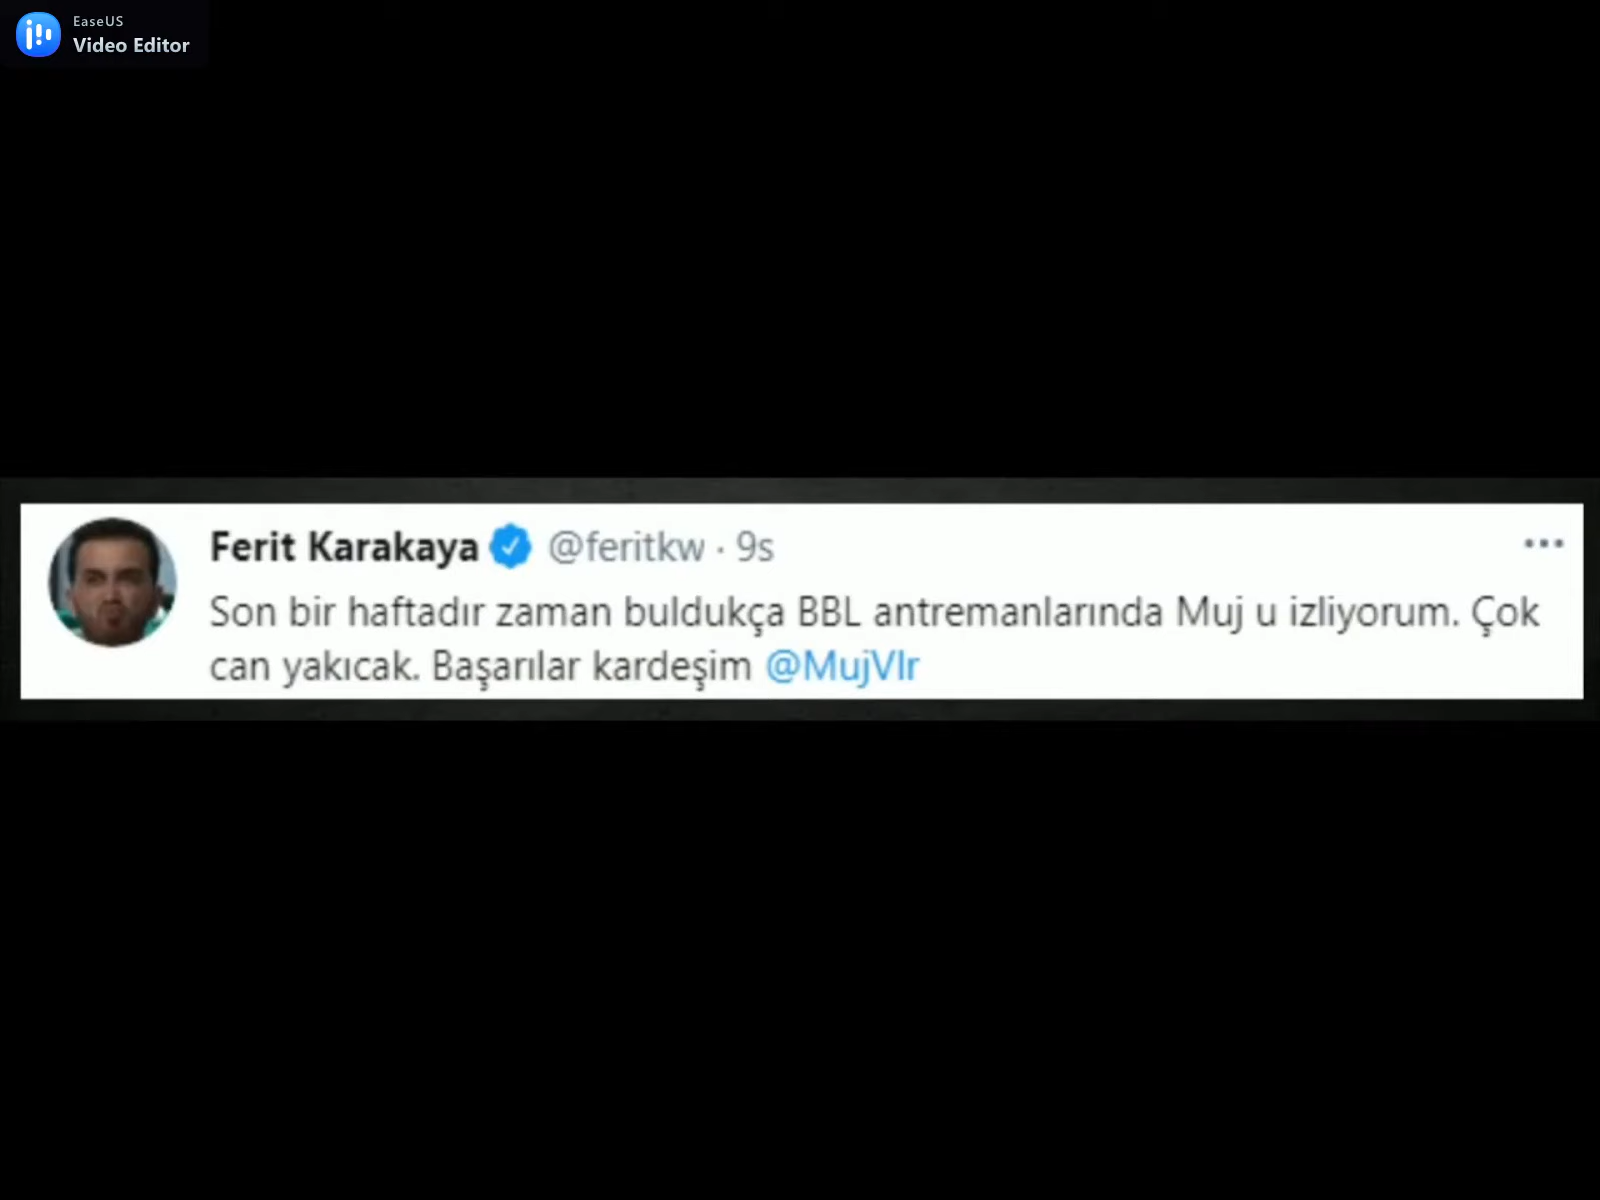 EaseUS
Video Editor
Ferit Karakaya @feritkw · 9s
Son bir haftadır zaman buldukça BBL antremanlarında Muj u izliyorum. Çok
can yakıcak. Başarılar kardeşim @MujVlr